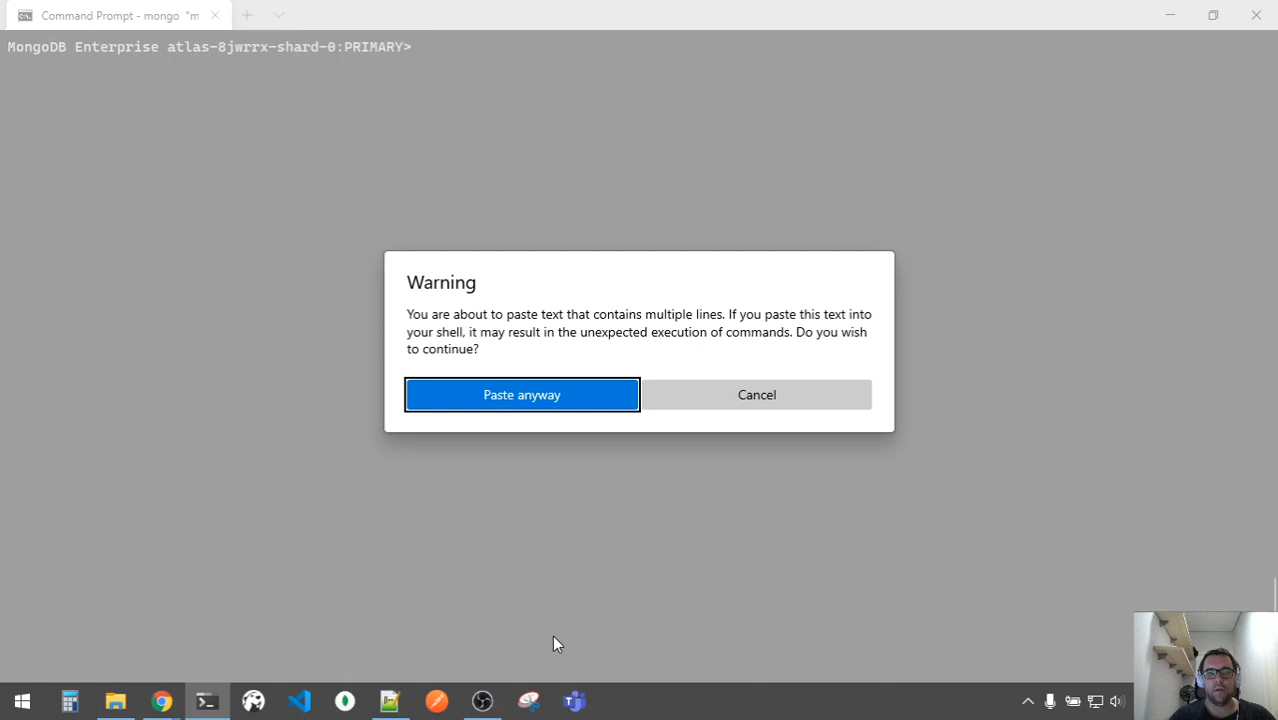 Command Prompt - mongo "m
MongoDB Enterprise atlas-8jwrrx-shard-0:PRIMARY>
Warning
You are about to paste text that contains multiple lines. If you paste this text into
your shell, it may result in the unexpected execution of commands. Do you wish
to continue?
Paste anyway
Cancel